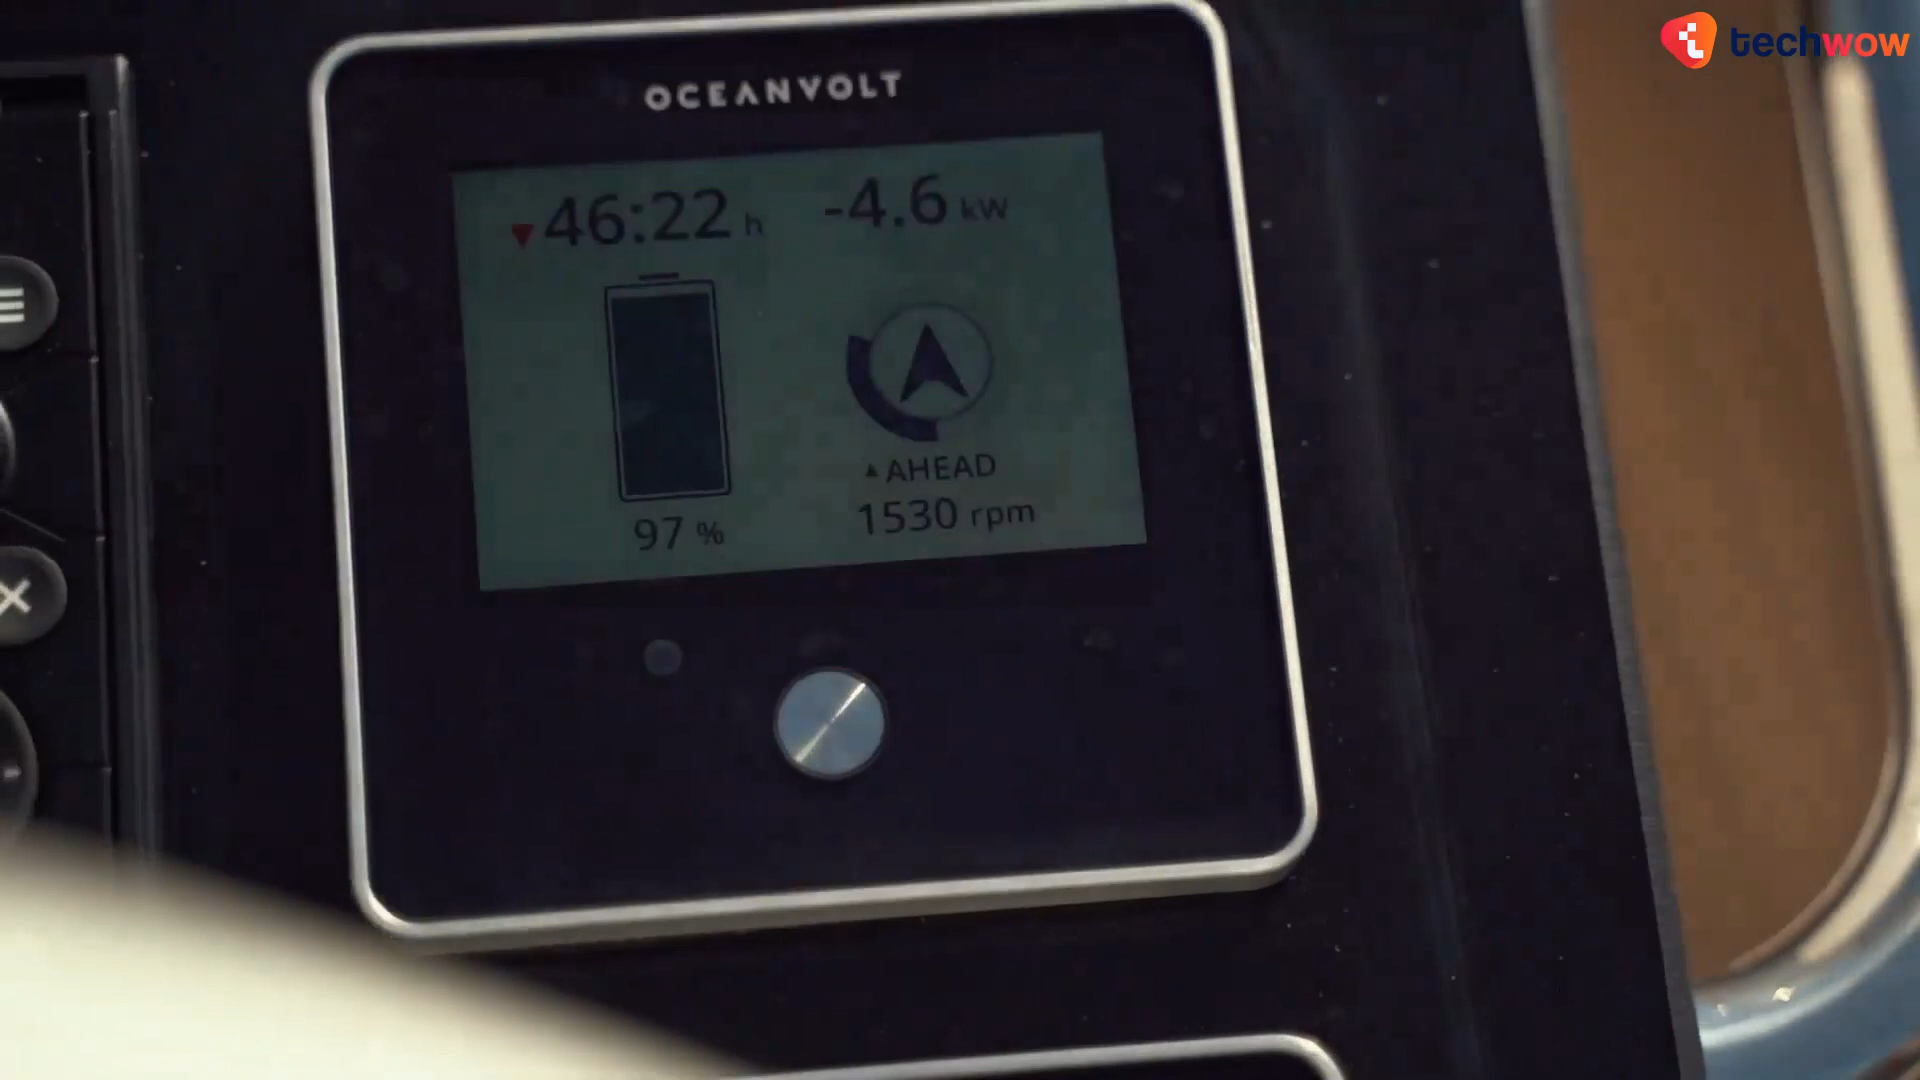 techwow
OCEANVOLT
▼46:22 h
-4.6 kW
97 %
▲AHEAD
1530 rpm